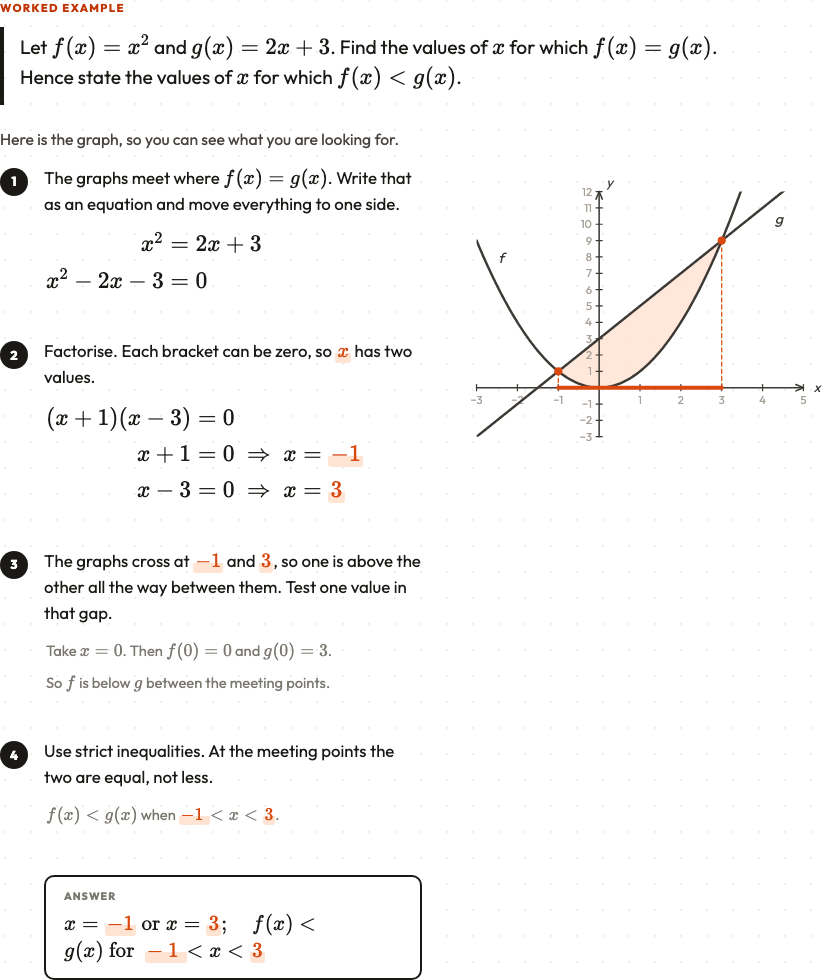 WORKED EXAMPLE
Let f(x) = x² and g(x) = 2x + 3. Find the values of x for which f(x) = g(x).
Hence state the values of x for which f(x) < g(x).
Here is the graph, so you can see what you are looking for.
1
The graphs meet where f(x) = g(x). Write that
as an equation and move everything to one side.
x² = 2x + 3
x² − 2x − 3 = 0
2
Factorise. Each bracket can be zero, so x has two
values.
(x + 1)(x − 3) = 0
x + 1 = 0 ⇒ x = −1
x − 3 = 0 ⇒ x = 3
3
The graphs cross at −1 and 3, so one is above the
other all the way between them. Test one value in
that gap.
Take x = 0. Then f(0) = 0 and g(0) = 3.
So f is below g between the meeting points.
4
Use strict inequalities. At the meeting points the
two are equal, not less.
f(x) < g(x) when −1 < x < 3.
ANSWER
x = −1 or x = 3; f(x) <
g(x) for −1 < x < 3
y
12
11
10
9
8
7
6
5
4
3
2
1
−1
−2
−3
f
g
−3 −2 −1 1 2 3 4 5
x